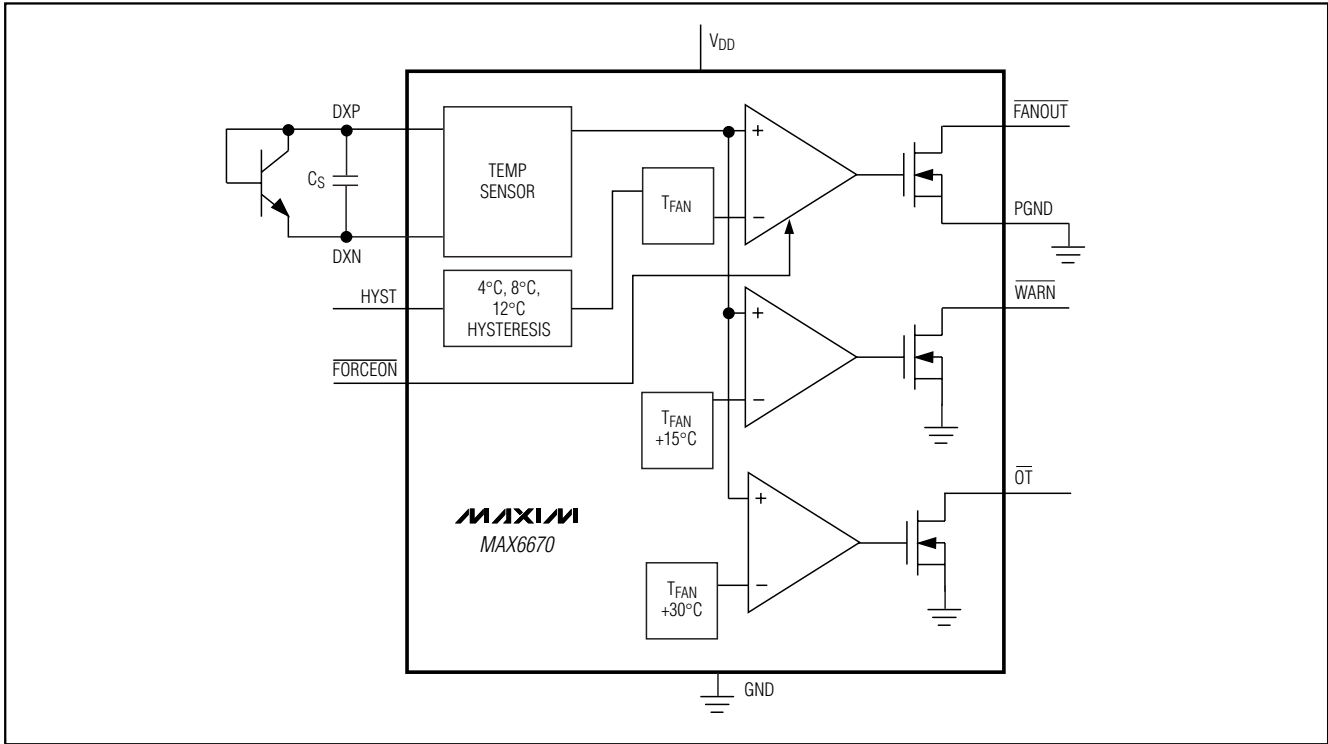 VDD
DXP
CS
DXN
HYST
FORCEON
TEMP
SENSOR
4°C, 8°C,
12°C
HYSTERESIS
TFAN
+
−
TFAN
+15°C
+
−
TFAN
+30°C
+
−
FANOUT
PGND
WARN
OT
MAXIM
MAX6670
GND